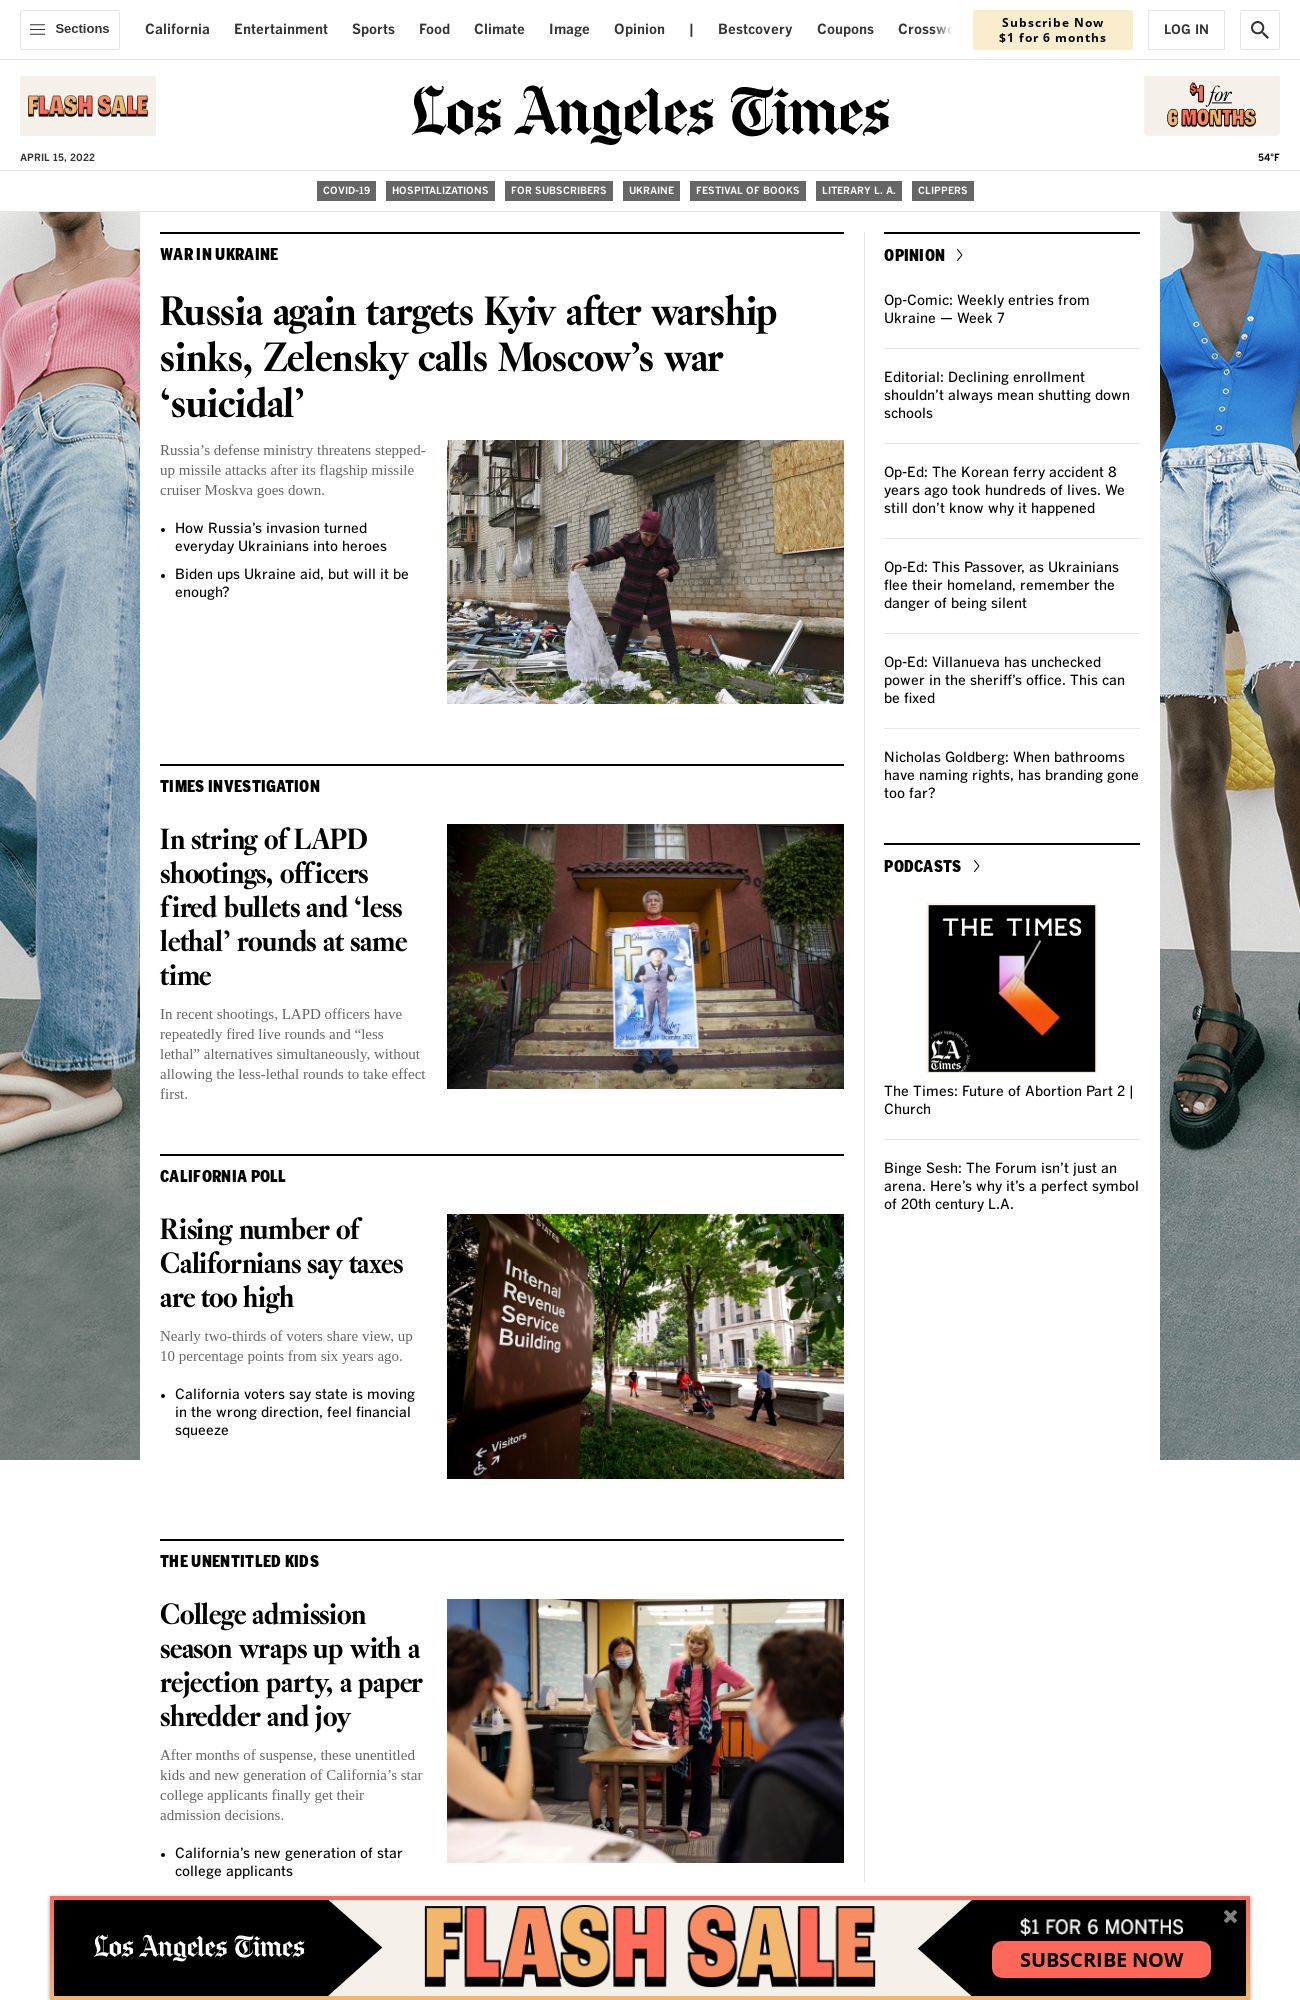 Sections
California
Entertainment
Sports
Food
Climate
Image
Opinion
|
Bestcovery
Coupons
Subscribe Now
$1 for 6 months
LOG IN
FLASH SALE
Los Angeles Times
$1 for
6 MONTHS
APRIL 15, 2022
54°F
COVID-19
HOSPITALIZATIONS
FOR SUBSCRIBERS
UKRAINE
FESTIVAL OF BOOKS
LITERARY L. A.
CLIPPERS
WAR IN UKRAINE
Russia again targets Kyiv after warship
sinks, Zelensky calls Moscow’s war
‘suicidal’
Russia’s defense ministry threatens stepped-
up missile attacks after its flagship missile
cruiser Moskva goes down.
• How Russia’s invasion turned
everyday Ukrainians into heroes
• Biden ups Ukraine aid, but will it be
enough?
TIMES INVESTIGATION
In string of LAPD
shootings, officers
fired bullets and ‘less
lethal’ rounds at same
time
In recent shootings, LAPD officers have
repeatedly fired live rounds and “less
lethal” alternatives simultaneously, without
allowing the less-lethal rounds to take effect
first.
CALIFORNIA POLL
Rising number of
Californians say taxes
are too high
Nearly two-thirds of voters share view, up
10 percentage points from six years ago.
• California voters say state is moving
in the wrong direction, feel financial
squeeze
Internal
Revenue
Service
Building
Visitors
THE UNENTITLED KIDS
College admission
season wraps up with a
rejection party, a paper
shredder and joy
After months of suspense, these unentitled
kids and new generation of California’s star
college applicants finally get their
admission decisions.
• California’s new generation of star
college applicants
OPINION
Op-Comic: Weekly entries from
Ukraine — Week 7
Editorial: Declining enrollment
shouldn’t always mean shutting down
schools
Op-Ed: The Korean ferry accident 8
years ago took hundreds of lives. We
still don’t know why it happened
Op-Ed: This Passover, as Ukrainians
flee their homeland, remember the
danger of being silent
Op-Ed: Villanueva has unchecked
power in the sheriff’s office. This can
be fixed
Nicholas Goldberg: When bathrooms
have naming rights, has branding gone
too far?
PODCASTS
THE TIMES
LA
Times
The Times: Future of Abortion Part 2 |
Church
Binge Sesh: The Forum isn’t just an
arena. Here’s why it’s a perfect symbol
of 20th century L.A.
Los Angeles Times
FLASH SALE
$1 FOR 6 MONTHS
SUBSCRIBE NOW